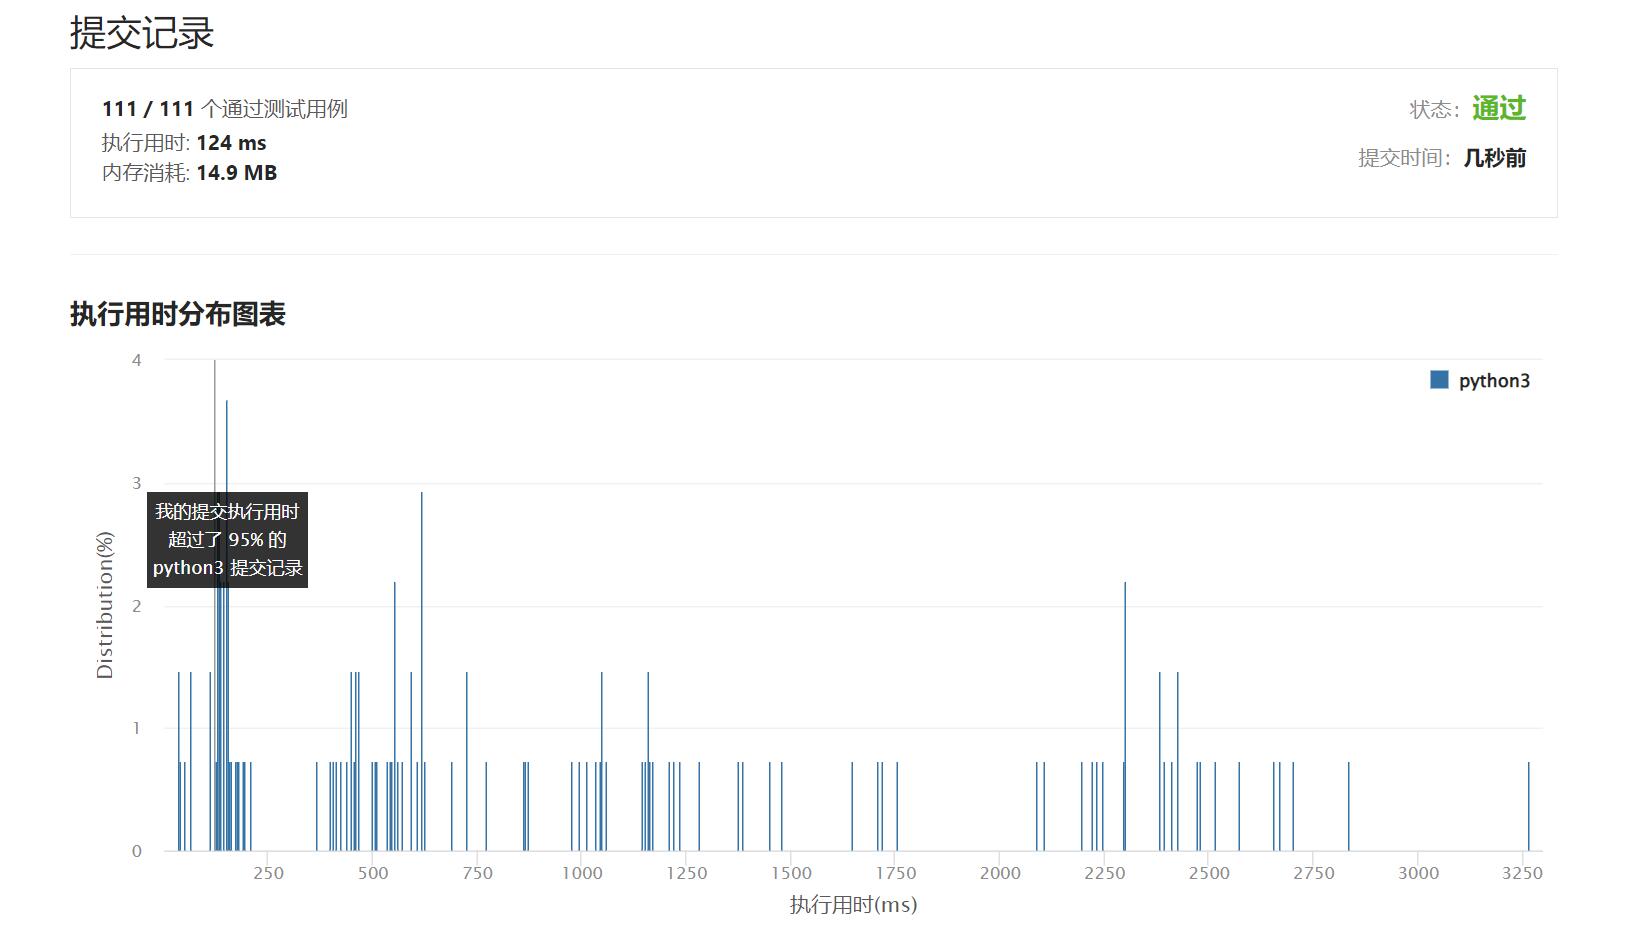 提交记录
111 / 111 个通过测试用例
状态：通过
执行用时: 124 ms
提交时间：几秒前
内存消耗: 14.9 MB
执行用时分布图表
4
python3
3
我的提交执行用时
超过了 95% 的
python3 提交记录
Distribution(%)
2
1
0
250 500 750 1000 1250 1500 1750 2000 2250 2500 2750 3000 3250
执行用时(ms)